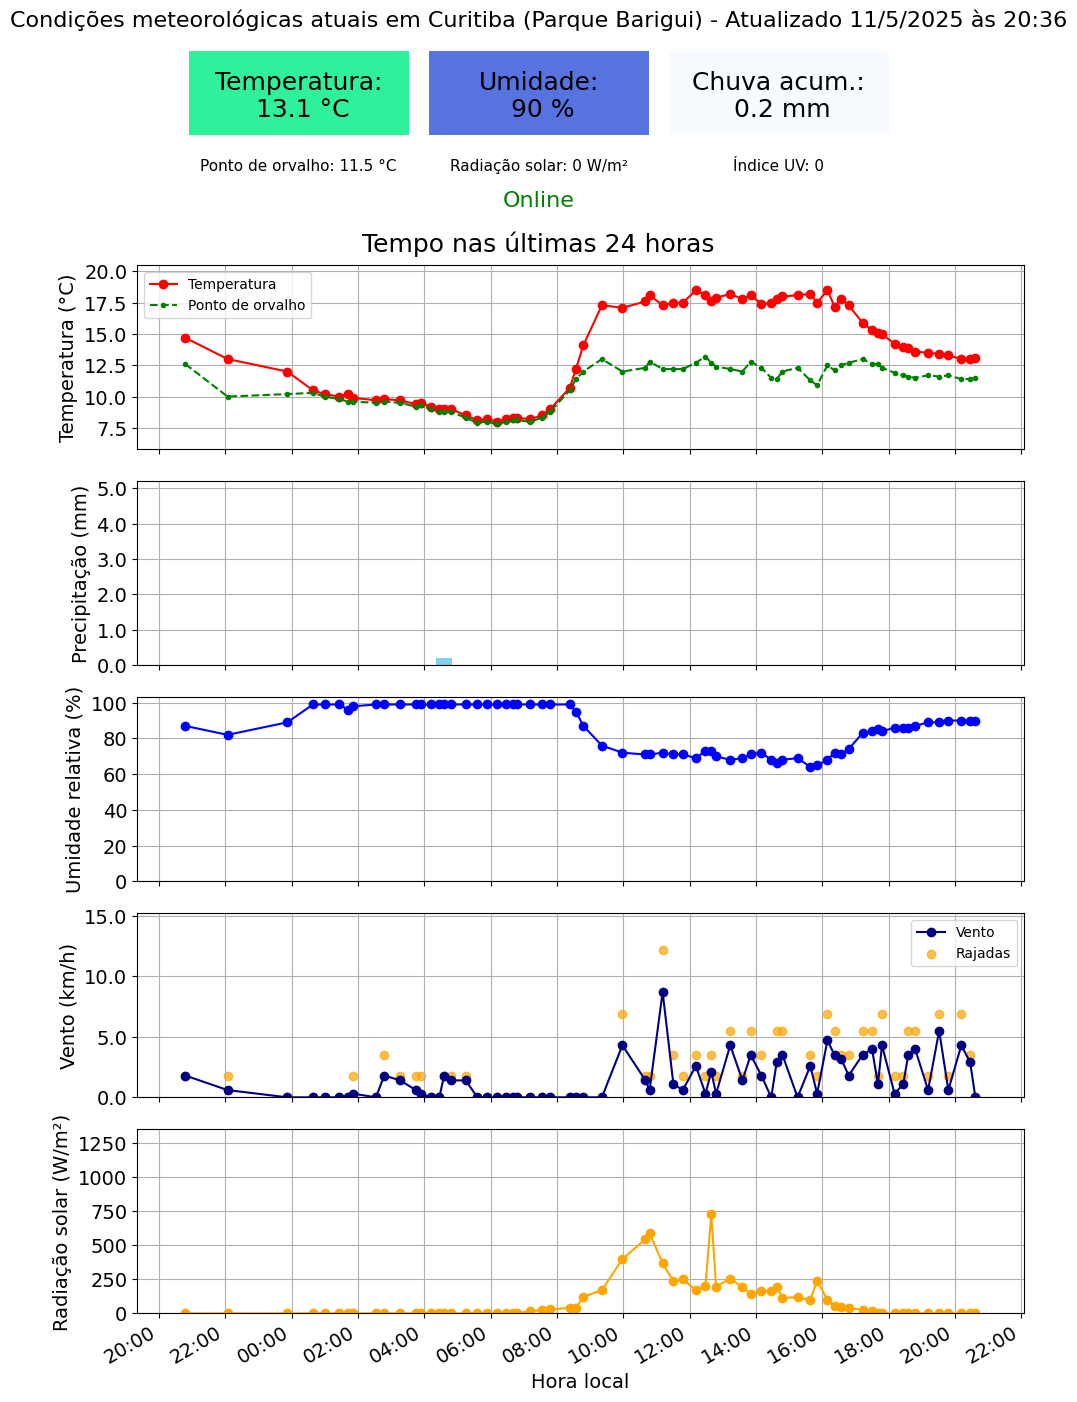 Condições meteorológicas atuais em Curitiba (Parque Barigui) - Atualizado 11/5/2025 às 20:36
Temperatura:
13.1 °C
Umidade:
90 %
Chuva acum.:
0.2 mm
Ponto de orvalho: 11.5 °C
Radiação solar: 0 W/m²
Índice UV: 0
Online
Tempo nas últimas 24 horas
Temperatura (°C)
20.0
17.5
15.0
12.5
10.0
7.5
Temperatura
Ponto de orvalho
Precipitação (mm)
5.0
4.0
3.0
2.0
1.0
0.0
Umidade relativa (%)
100
80
60
40
20
0
Vento (km/h)
15.0
10.0
5.0
0.0
Vento
Rajadas
Radiação solar (W/m²)
1250
1000
750
500
250
0
20:00 22:00 00:00 02:00 04:00 06:00 08:00 10:00 12:00 14:00 16:00 18:00 20:00 22:00
Hora local